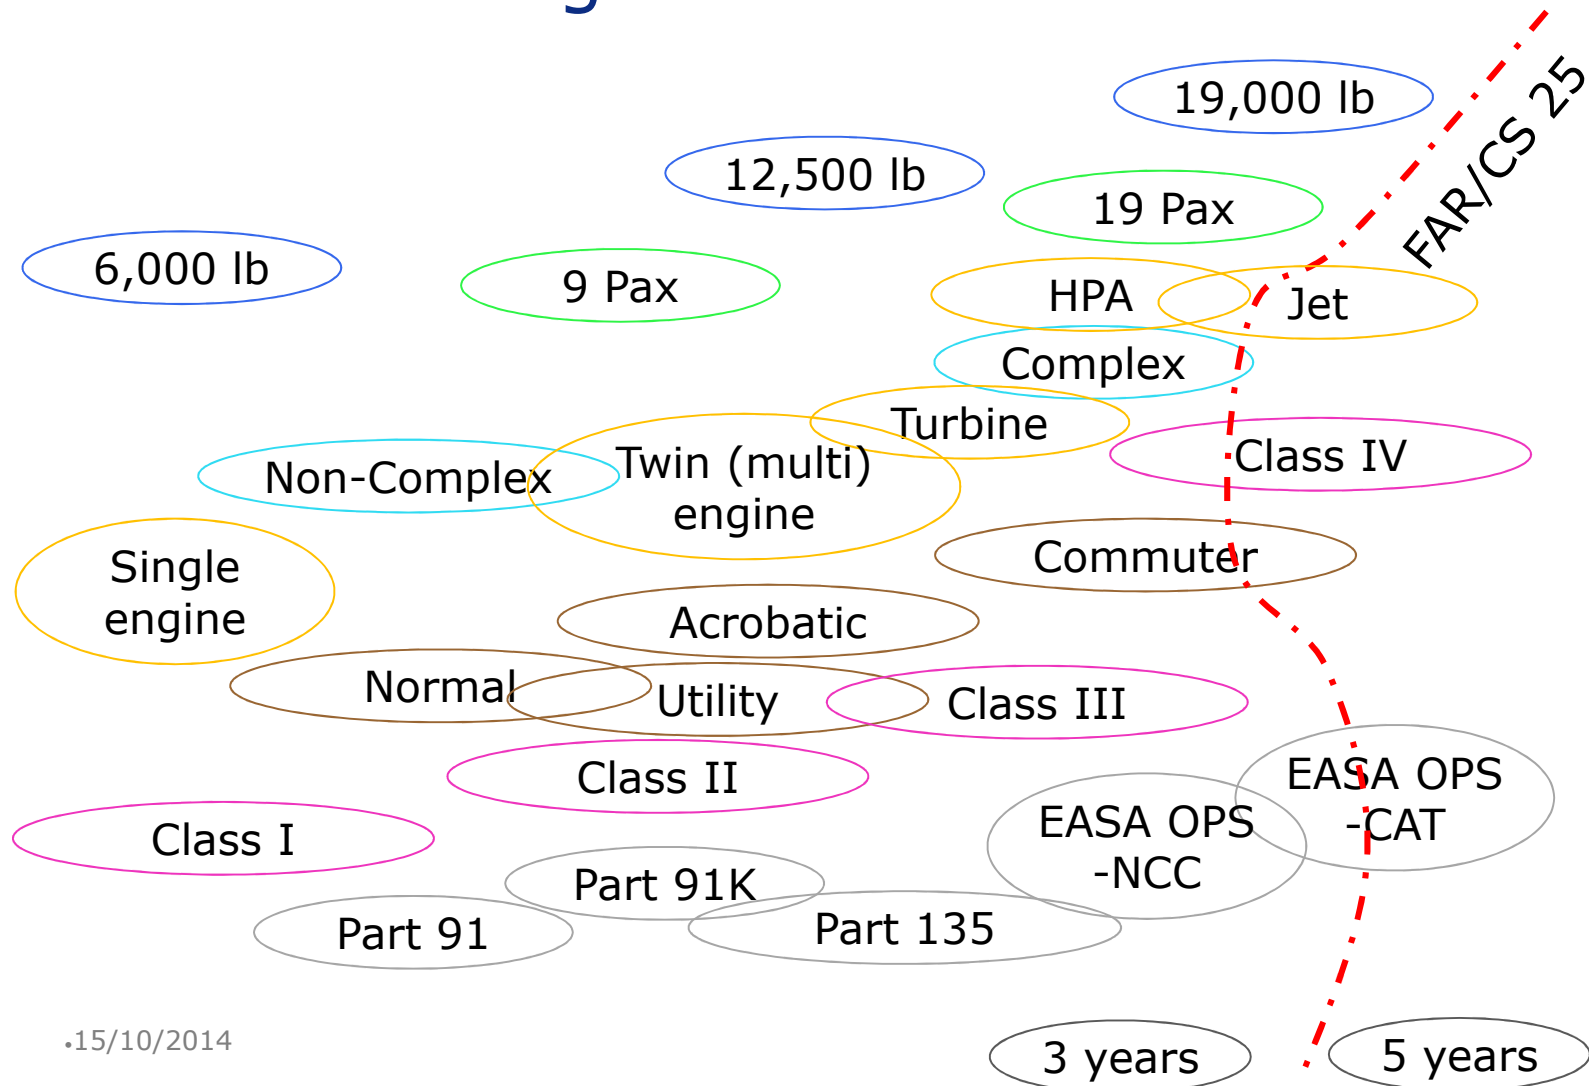 19,000 lb
FAR/CS 25
12,500 lb
19 Pax
6,000 lb
9 Pax
HPA
Jet
Complex
Turbine
Non-Complex
Twin (multi)
engine
Class IV
Single
engine
Commuter
Acrobatic
Normal
Utility
Class III
Class II
EASA OPS
-CAT
Class I
EASA OPS
-NCC
Part 91K
Part 91
Part 135
•15/10/2014
3 years
5 years